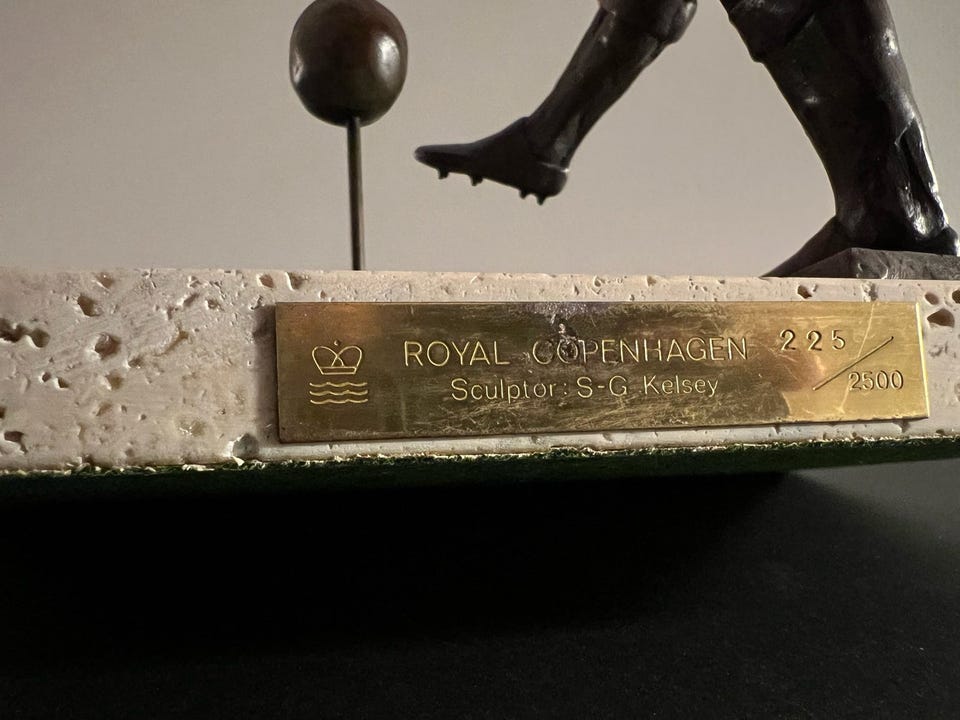 ROYAL COPENHAGEN 225/2500
Sculptor: S-G Kelsey